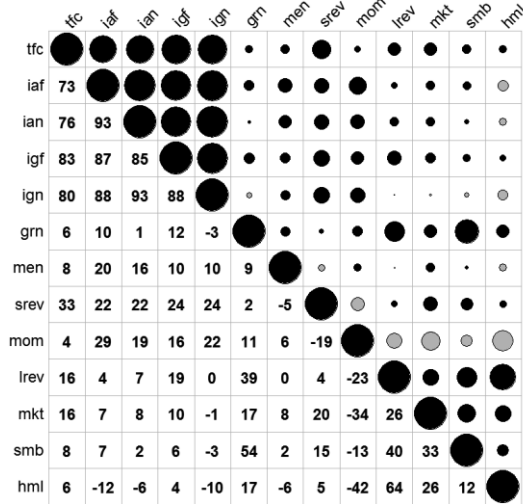 tfc iaf ian igf ign grn men srev mom lrev mkt smb hml
tfc
iaf 73
ian 76 93
igf 83 87 85
ign 80 88 93 88
grn 6 10 1 12 -3
men 8 20 16 10 10 9
srev 33 22 22 24 24 2 -5
mom 4 29 19 16 22 11 6 -19
lrev 16 4 7 19 0 39 0 4 -23
mkt 16 7 8 10 -1 17 8 20 -34 26
smb 8 7 2 6 -3 54 2 15 -13 40 33
hml 6 -12 -6 4 -10 17 -6 5 -42 64 26 12